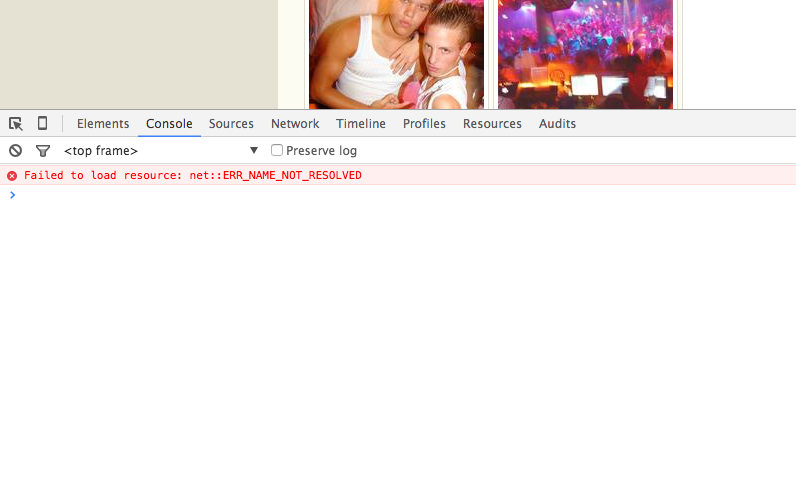 Elements Console Sources Network Timeline Profiles Resources Audits
<top frame> Preserve log
Failed to load resource: net::ERR_NAME_NOT_RESOLVED